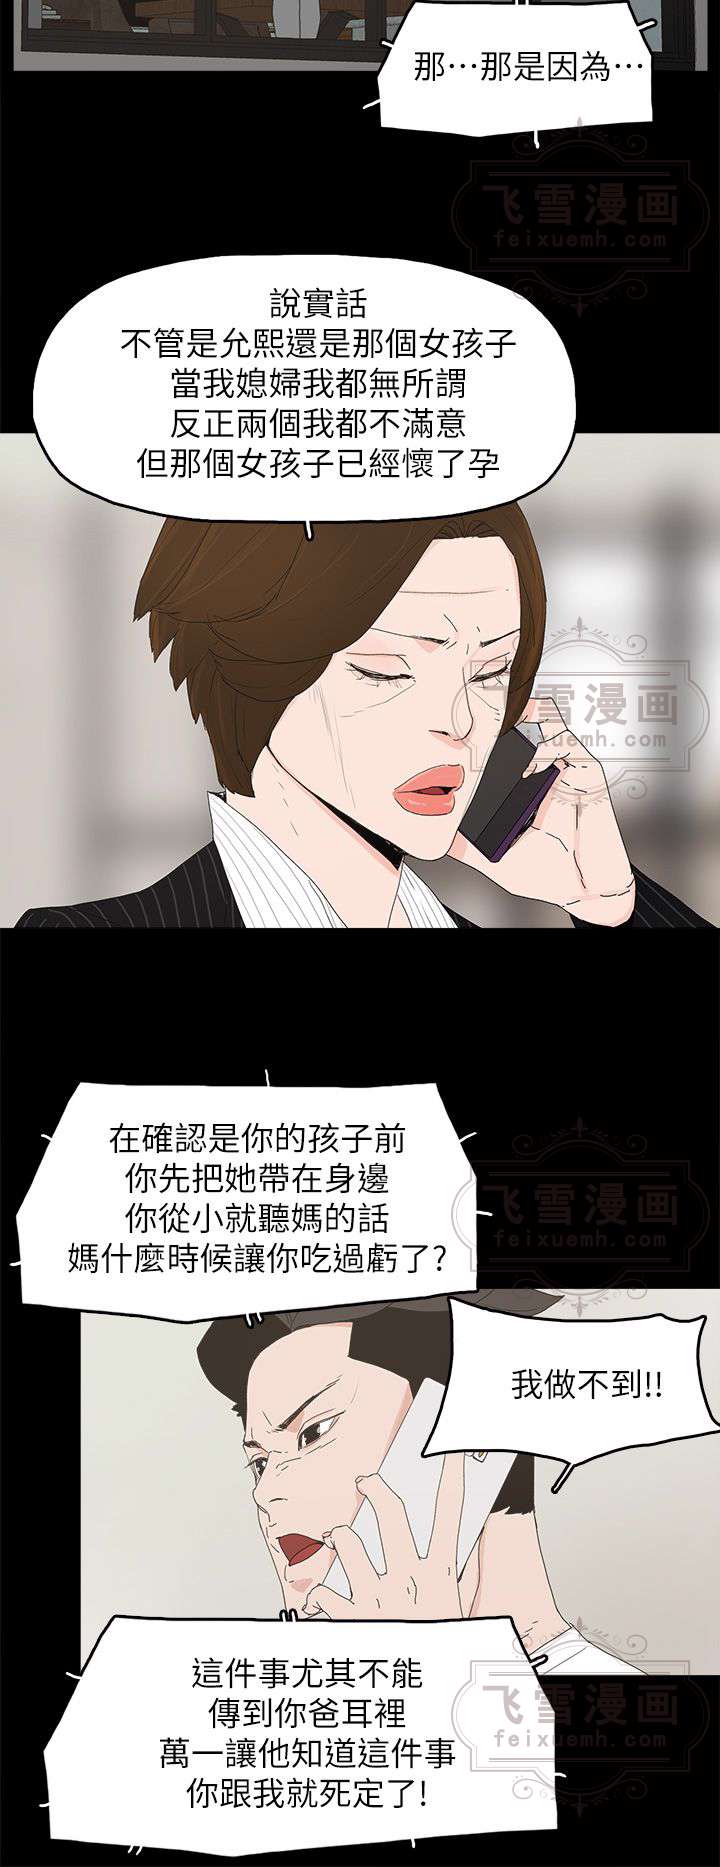 那…那是因為…
飞雪漫画
feixuemh.com
說實話
不管是允熙還是那個女孩子
當我媳婦我都無所謂
反正兩個我都不滿意
但那個女孩子已經懷了孕
飞雪漫画
feixuemh.com
在確認是你的孩子前
你先把她帶在身邊
你從小就聽媽的話
媽什麼時候讓你吃過虧了?
飞雪漫画
feixuemh.com
我做不到!!
這件事尤其不能
傳到你爸耳裡
萬一讓他知道這件事
你跟我就死定了!
飞雪漫画
feixuemh.com